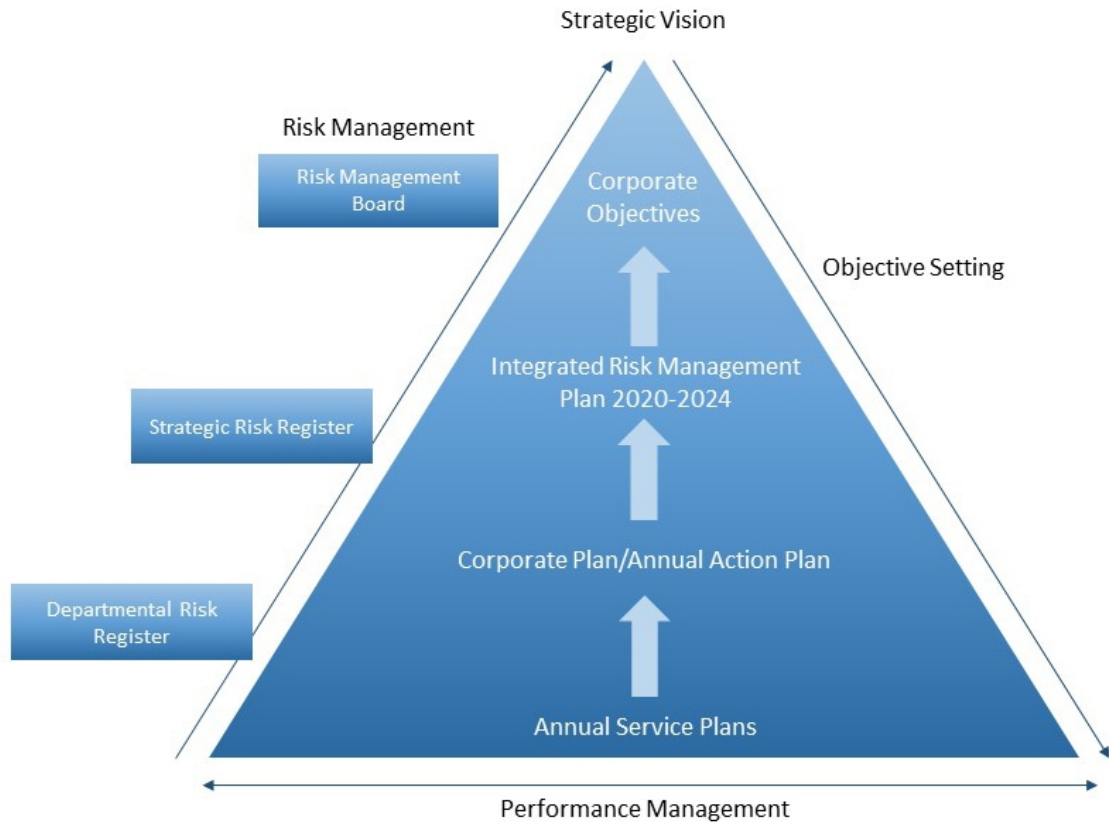 Strategic Vision
Risk Management
Risk Management
Board
Corporate
Objectives
Objective Setting
Integrated Risk Management
Plan 2020-2024
Strategic Risk Register
Corporate Plan/Annual Action Plan
Departmental Risk
Register
Annual Service Plans
Performance Management